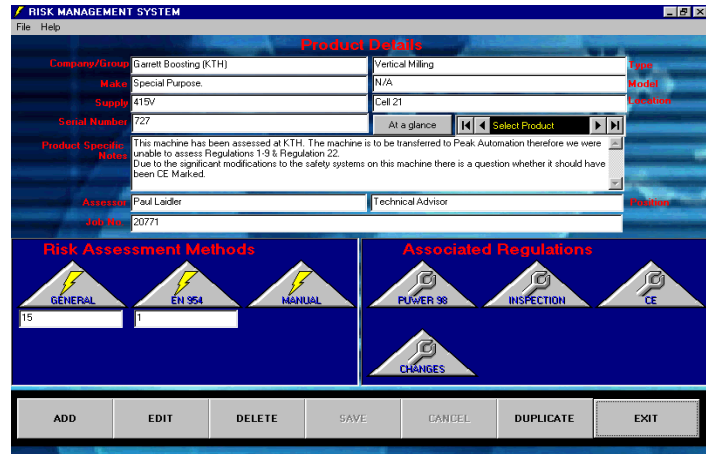 RISK MANAGEMENT SYSTEM
File Help
Product Details
Company/Group Garrett Boosting (KTH) Vertical Milling Type
Make Special Purpose. N/A Model
Supply 415V Cell 21 Location
Serial Number 727 At a glance Select Product
Product Specific Notes
This machine has been assessed at KTH. The machine is to be transferred to Peak Automation therefore we were
unable to assess Regulations 1-9 & Regulation 22.
Due to the significant modifications to the safety systems on this machine there is a question whether it should have
been CE Marked.
Assessor Paul Laidler Technical Advisor Position
Job No. 20771
Risk Assessment Methods Associated Regulations
GENERAL EN 954 MANUAL PUWER 98 INSPECTION CE
15 1
CHANGES
ADD EDIT DELETE SAVE CANCEL DUPLICATE EXIT